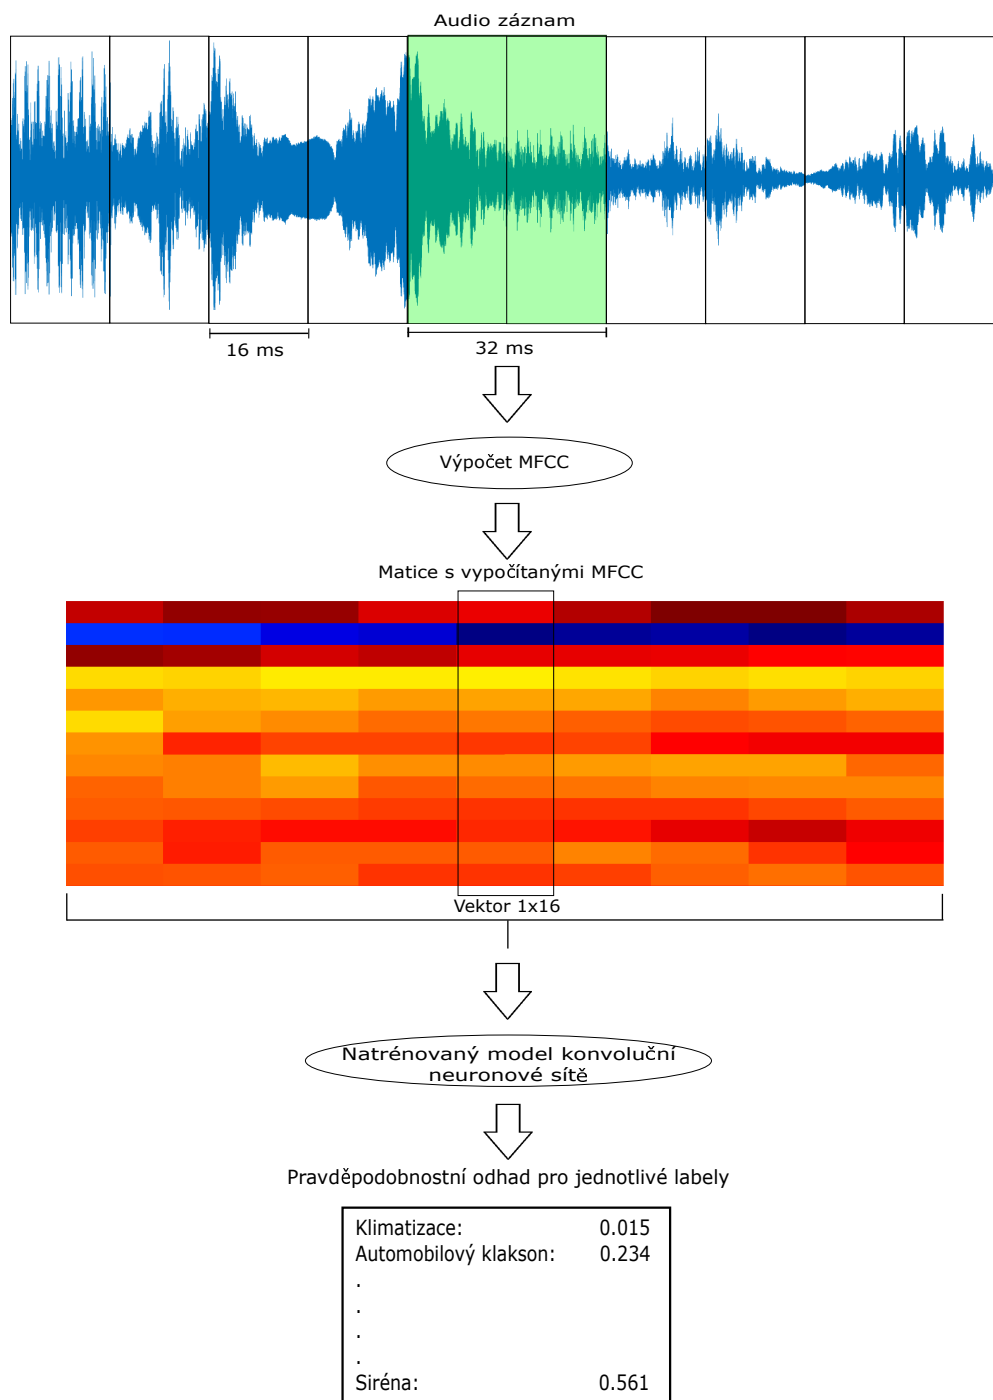 Audio záznam
16 ms
32 ms
Výpočet MFCC
Matice s vypočítanými MFCC
Vektor 1x16
Natrénovaný model konvoluční
neuronové sítě
Pravděpodobnostní odhad pro jednotlivé labely
Klimatizace: 0.015
Automobilový klakson: 0.234
.
.
.
.
Siréna: 0.561